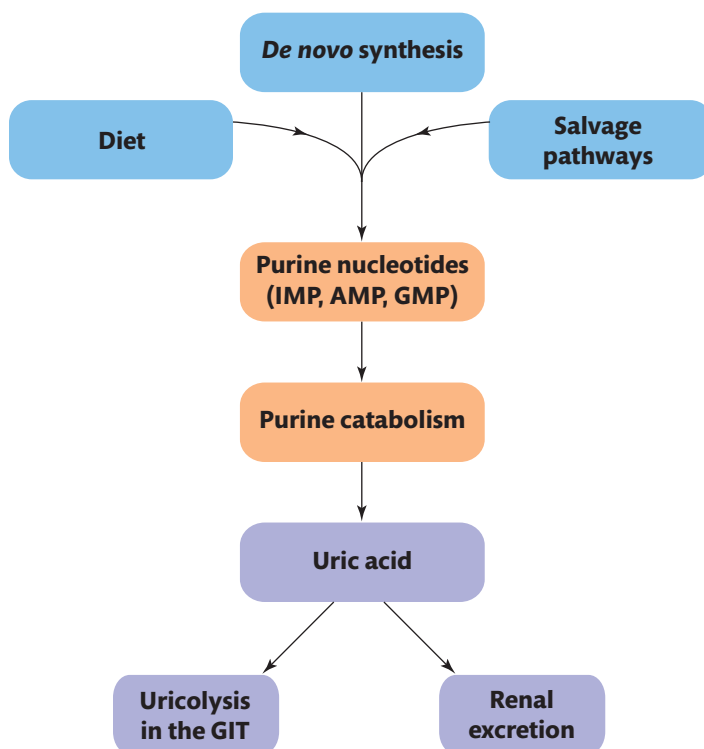 De novo synthesis
Diet
Salvage
pathways
Purine nucleotides
(IMP, AMP, GMP)
Purine catabolism
Uric acid
Uricolysis
in the GIT
Renal
excretion